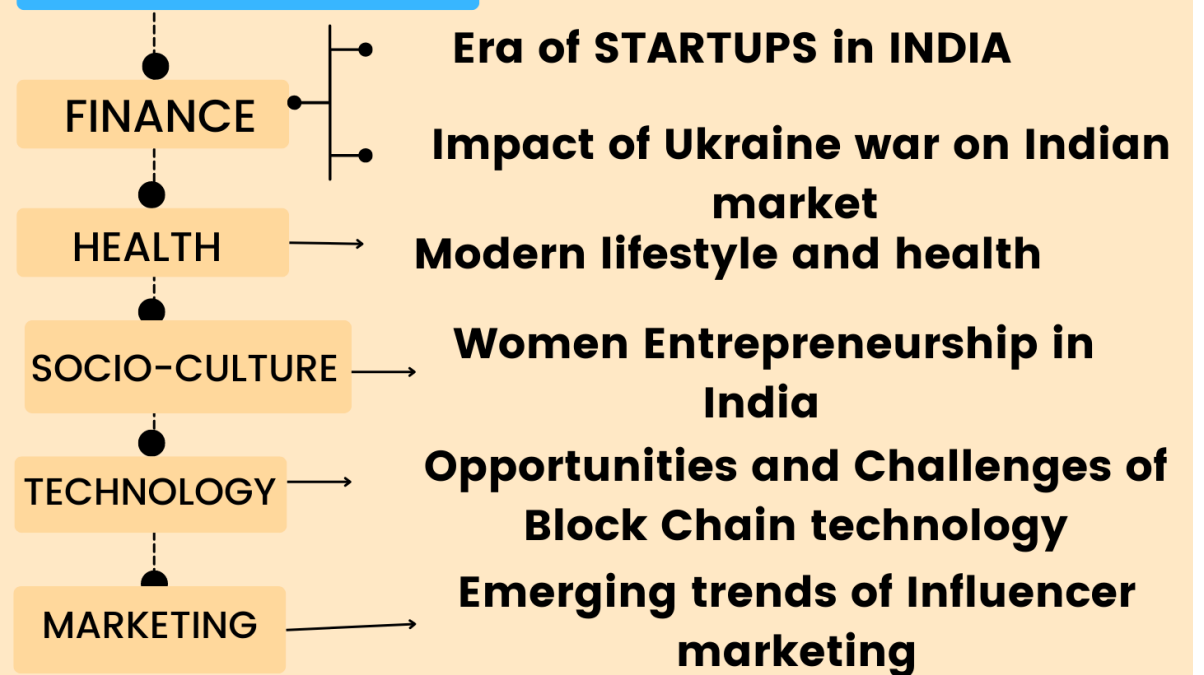 Era of STARTUPS in INDIA
FINANCE
Impact of Ukraine war on Indian
market
HEALTH
Modern lifestyle and health
SOCIO-CULTURE
Women Entrepreneurship in
India
TECHNOLOGY
Opportunities and Challenges of
Block Chain technology
MARKETING
Emerging trends of Influencer
marketing